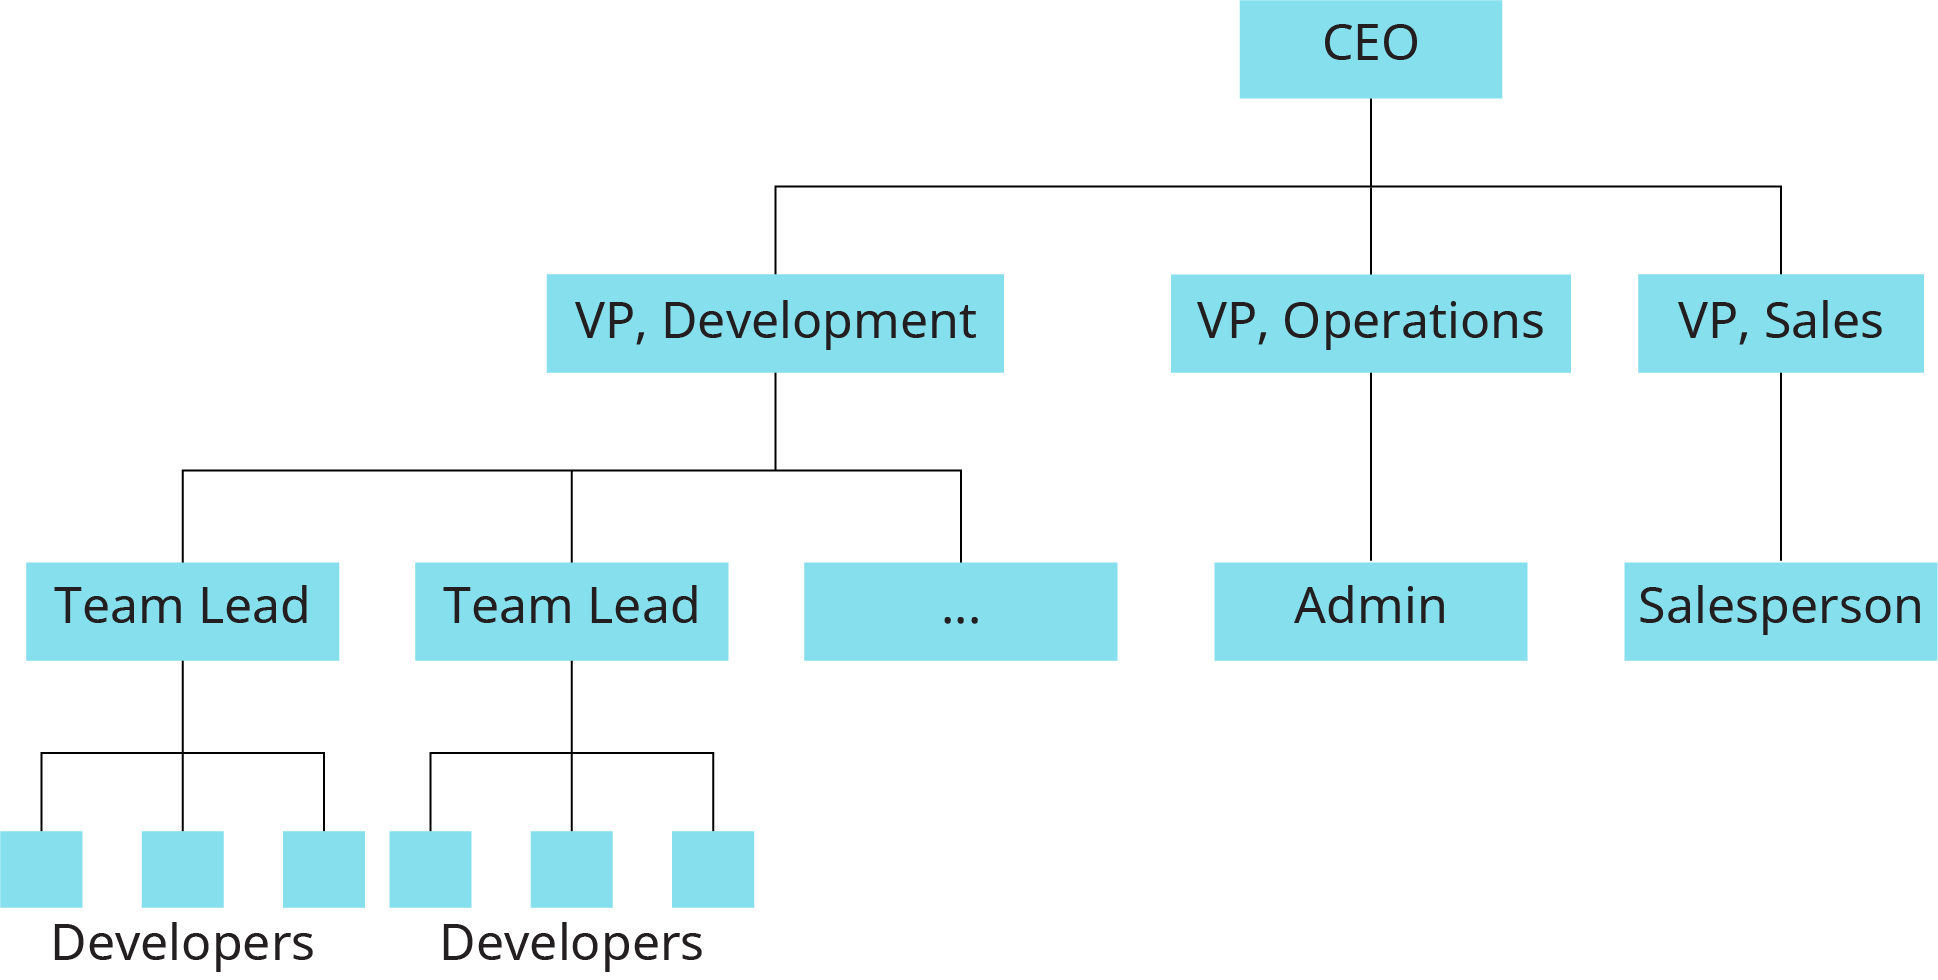 CEO
VP, Development
VP, Operations
VP, Sales
Team Lead
Team Lead
...
Admin
Salesperson
Developers
Developers